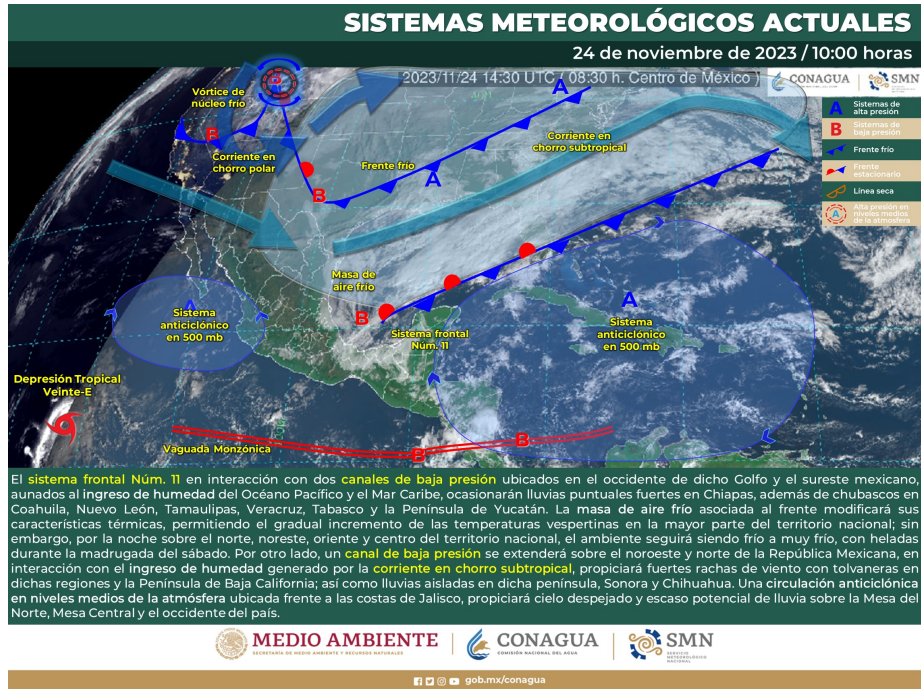 SISTEMAS METEOROLÓGICOS ACTUALES
24 de noviembre de 2023 / 10:00 horas
2023/11/24 14:30 UTC / 08:30 h. Centro de México
CONAGUA
SMN
A
Sistemas de
alta presión
B
Sistemas de
baja presión
Frente frío
Frente
estacionario
Línea seca
A
Alta presión en
niveles medios
de la atmósfera
B
Vórtice de
núcleo frío
B
Corriente en
chorro polar
Frente frío
A
Corriente en
chorro subtropical
A
B
Masa de
aire frío
B
Sistema frontal
Núm. 11
A
Sistema
anticiclónico
en 500 mb
A
Sistema
anticiclónico
en 500 mb
Depresión Tropical
Veinte-E
Vaguada Monzónica
B
B
El sistema frontal Núm. 11 en interacción con dos canales de baja presión ubicados en el occidente de dicho Golfo y el sureste mexicano,
aunados al ingreso de humedad del Océano Pacífico y el Mar Caribe, ocasionarán lluvias puntuales fuertes en Chiapas, además de chubascos en
Coahuila, Nuevo León, Tamaulipas, Veracruz, Tabasco y la Península de Yucatán. La masa de aire frío asociada al frente modificará sus
características térmicas, permitiendo el gradual incremento de las temperaturas vespertinas en la mayor parte del territorio nacional; sin
embargo, por la noche sobre el norte, noreste, oriente y centro del territorio nacional, el ambiente seguirá siendo frío a muy frío, con heladas
durante la madrugada del sábado. Por otro lado, un canal de baja presión se extenderá sobre el noroeste y norte de la República Mexicana, en
interacción con el ingreso de humedad generado por la corriente en chorro subtropical, propiciará fuertes rachas de viento con tolvaneras en
dichas regiones y la Península de Baja California; así como lluvias aisladas en dicha península, Sonora y Chihuahua. Una circulación anticiclónica
en niveles medios de la atmósfera ubicada frente a las costas de Jalisco, propiciará cielo despejado y escaso potencial de lluvia sobre la Mesa del
Norte, Mesa Central y el occidente del país.
MEDIO AMBIENTE
SECRETARÍA DE MEDIO AMBIENTE Y RECURSOS NATURALES
CONAGUA
COMISIÓN NACIONAL DEL AGUA
SMN
SERVICIO
METEOROLÓGICO
NACIONAL
gob.mx/conagua